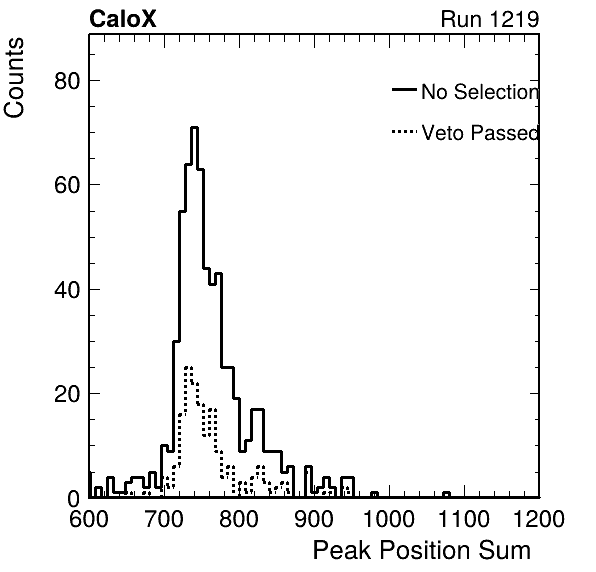 CaloX Run 1219
Counts
80
60
40
20
0
No Selection
Veto Passed
600 700 800 900 1000 1100 1200
Peak Position Sum